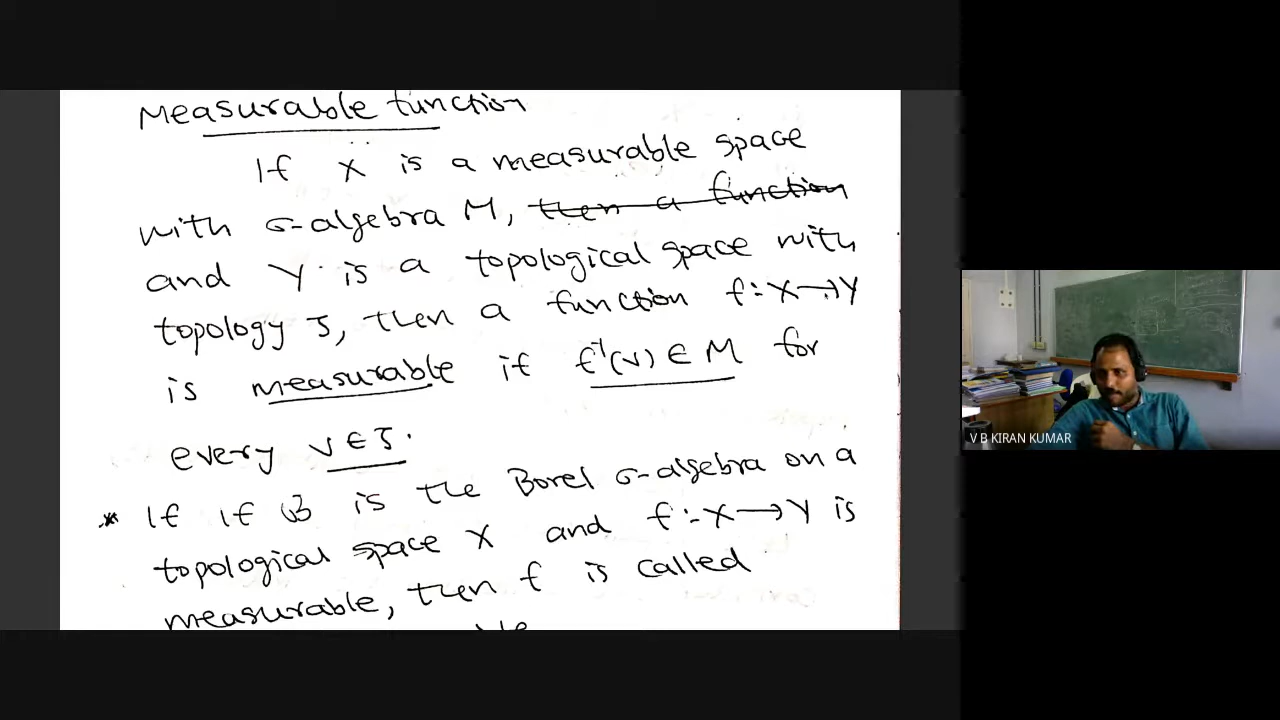 Measurable function
If X is a measurable space
with σ-algebra M, then a function
and Y is a topological space with
topology τ, then a function f:X→Y
is measurable if f⁻¹(V) ∈ M for
every V ∈ τ.
* If if B is the Borel σ-algebra on a
topological space X and f:X→Y is
measurable, then f is called
V B KIRAN KUMAR